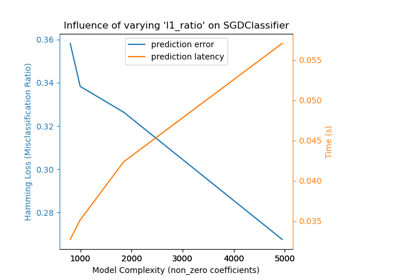 Influence of varying 'l1_ratio' on SGDClassifier
prediction error
prediction latency
Hamming Loss (Misclassification Ratio)
0.36
0.34
0.32
0.30
0.28
0.055
0.050
0.045
0.040
0.035
Time (s)
1000 2000 3000 4000 5000
Model Complexity (non_zero coefficients)